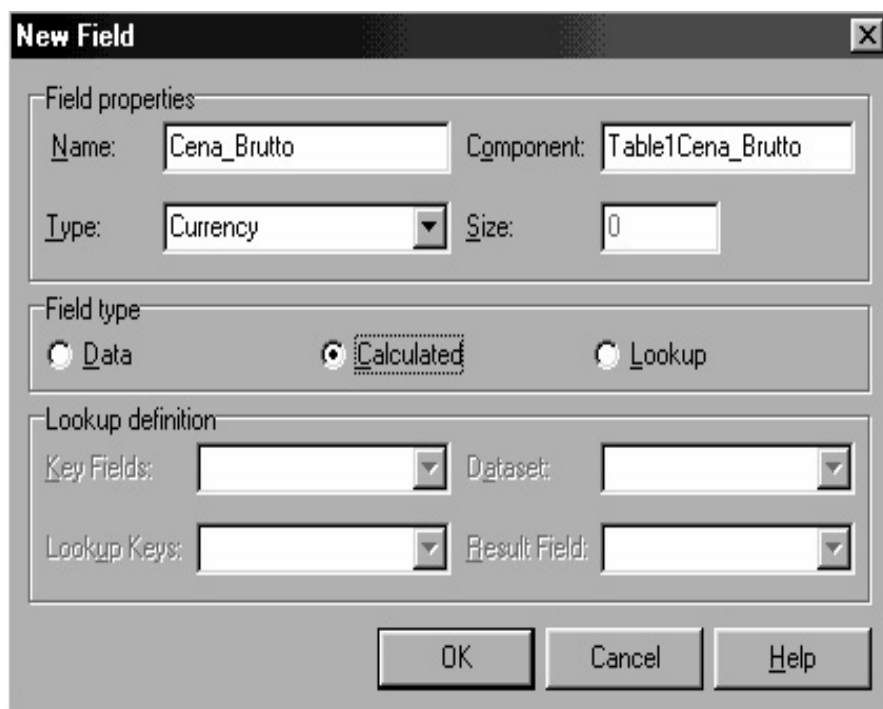 New Field
Field properties
Name: Cena_Brutto Component: Table1Cena_Brutto
Type: Currency Size: 0
Field type
Data Calculated Lookup
Lookup definition
Key Fields: Dataset:
Lookup Keys: Result Field:
OK Cancel Help